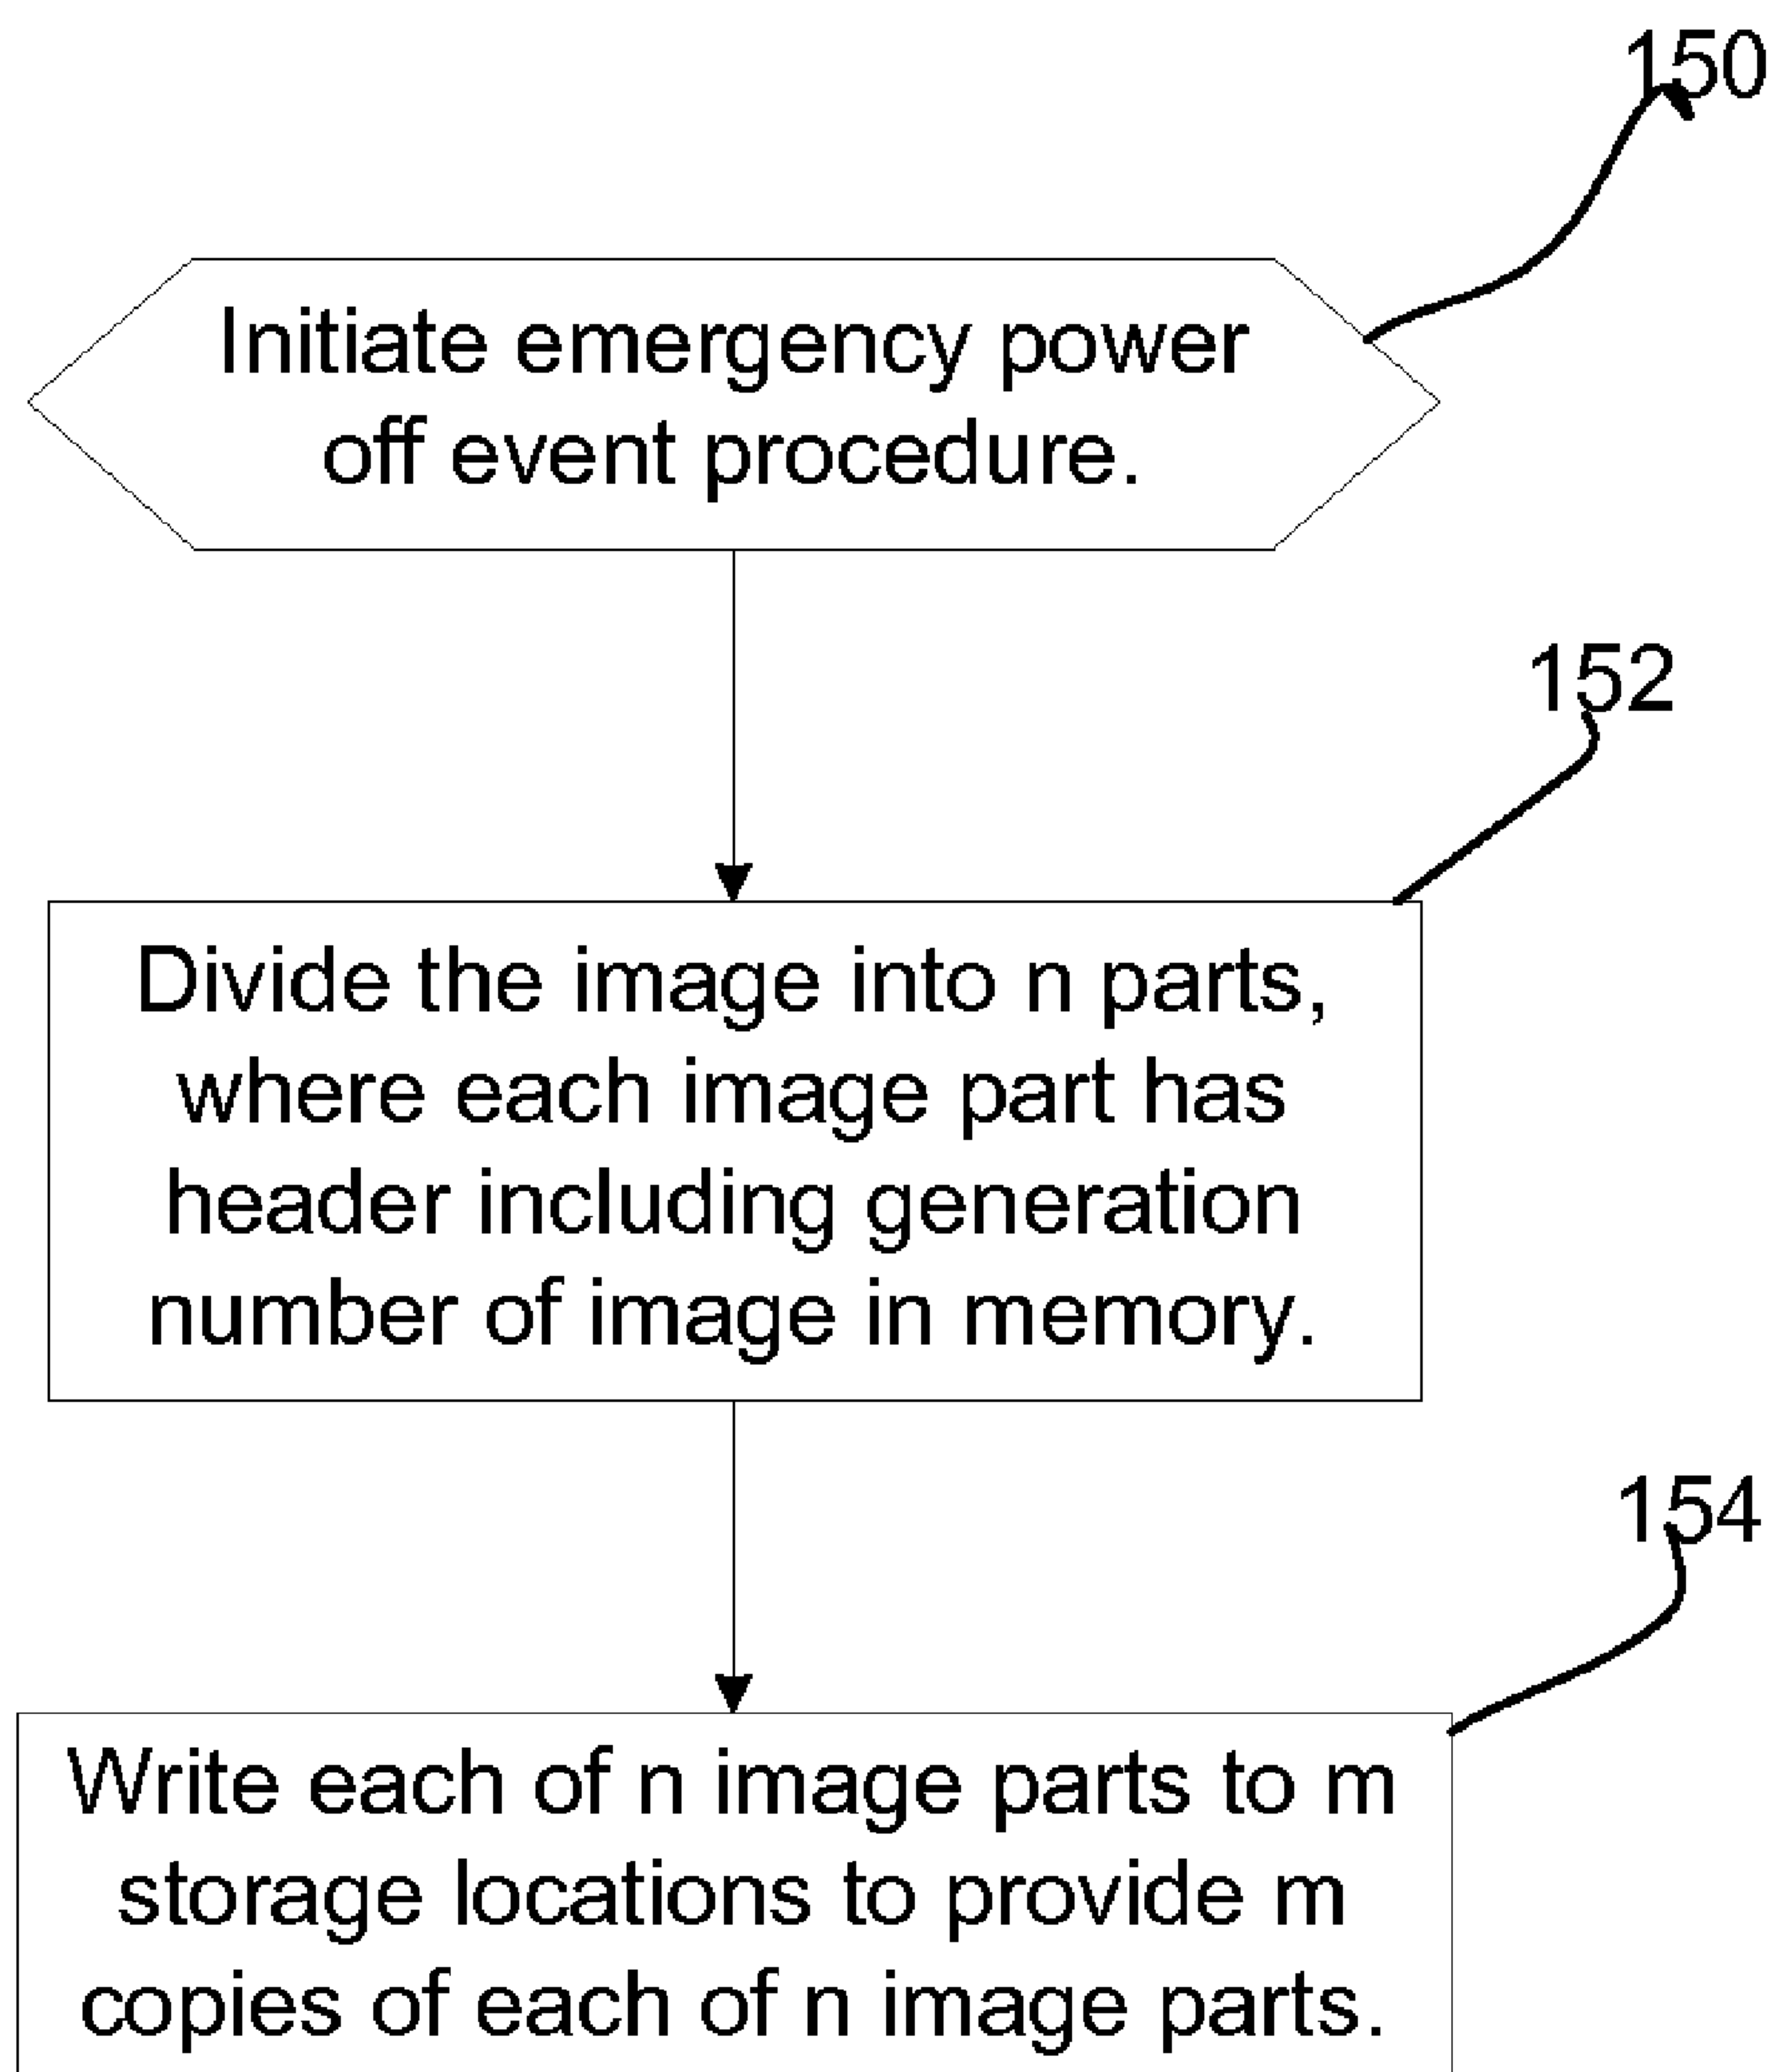 150
Initiate emergency power
off event procedure.
152
Divide the image into n parts,
where each image part has
header including generation
number of image in memory.
154
Write each of n image parts to m
storage locations to provide m
copies of each of n image parts.